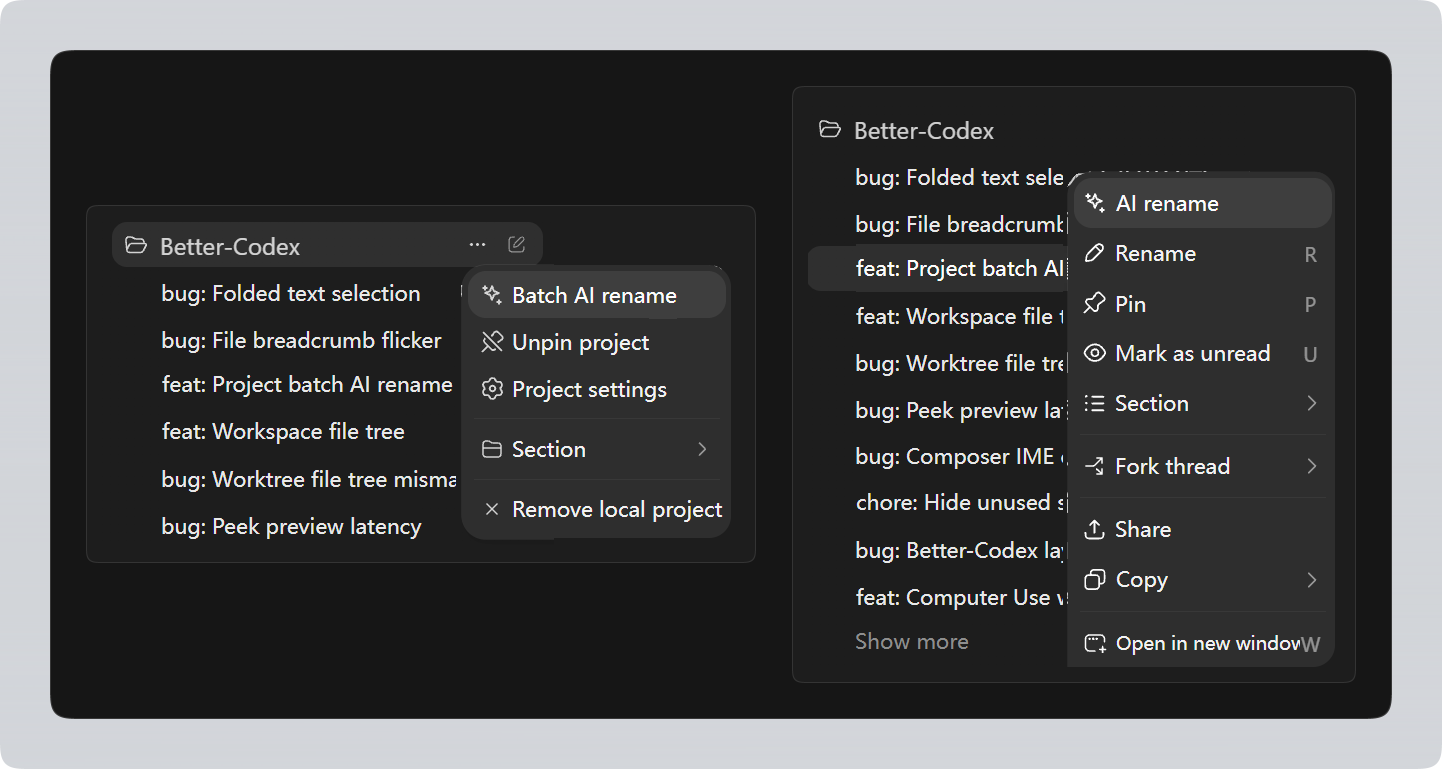 Better-Codex
bug: Folded text selection
bug: File breadcrumb flicker
feat: Project batch AI rename
feat: Workspace file tree
bug: Worktree file tree misma
bug: Peek preview latency
Batch AI rename
Unpin project
Project settings
Section
Remove local project
Better-Codex
bug: Folded text sele
bug: File breadcrumb
feat: Project batch AI
feat: Workspace file t
bug: Worktree file tre
bug: Peek preview lat
bug: Composer IME
chore: Hide unused si
bug: Better-Codex lay
feat: Computer Use w
Show more
AI rename
Rename R
Pin P
Mark as unread U
Section
Fork thread
Share
Copy
Open in new window W